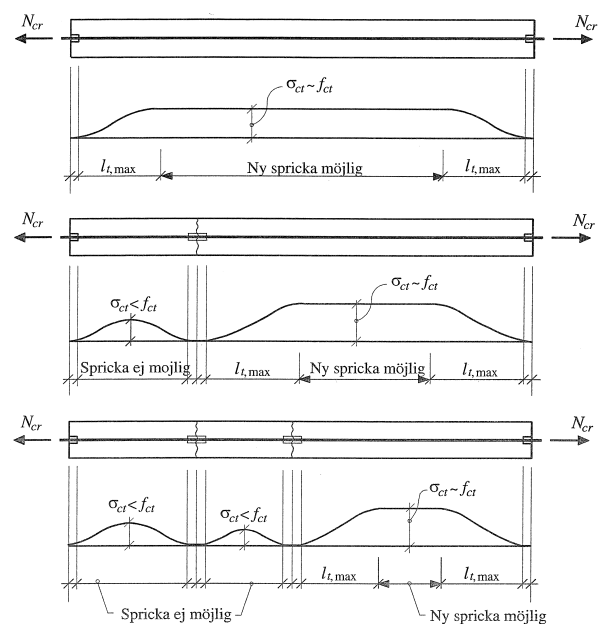 N_cr N_cr
σ_ct ~ f_ct
l_t,max Ny spricka möjlig l_t,max
N_cr N_cr
σ_ct < f_ct σ_ct ~ f_ct
Spricka ej mojlig l_t,max Ny spricka möjlig l_t,max
N_cr N_cr
σ_ct < f_ct σ_ct < f_ct σ_ct ~ f_ct
l_t,max l_t,max
Spricka ej möjlig Ny spricka möjlig